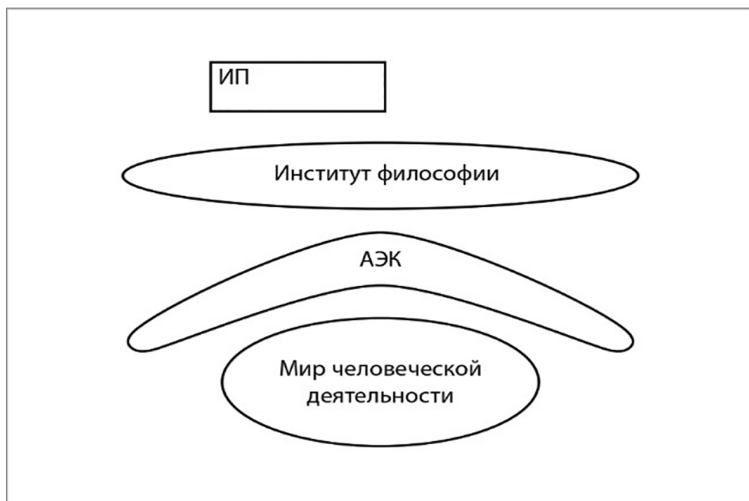 ИП
Институт философии
АЭК
Мир человеческой
деятельности